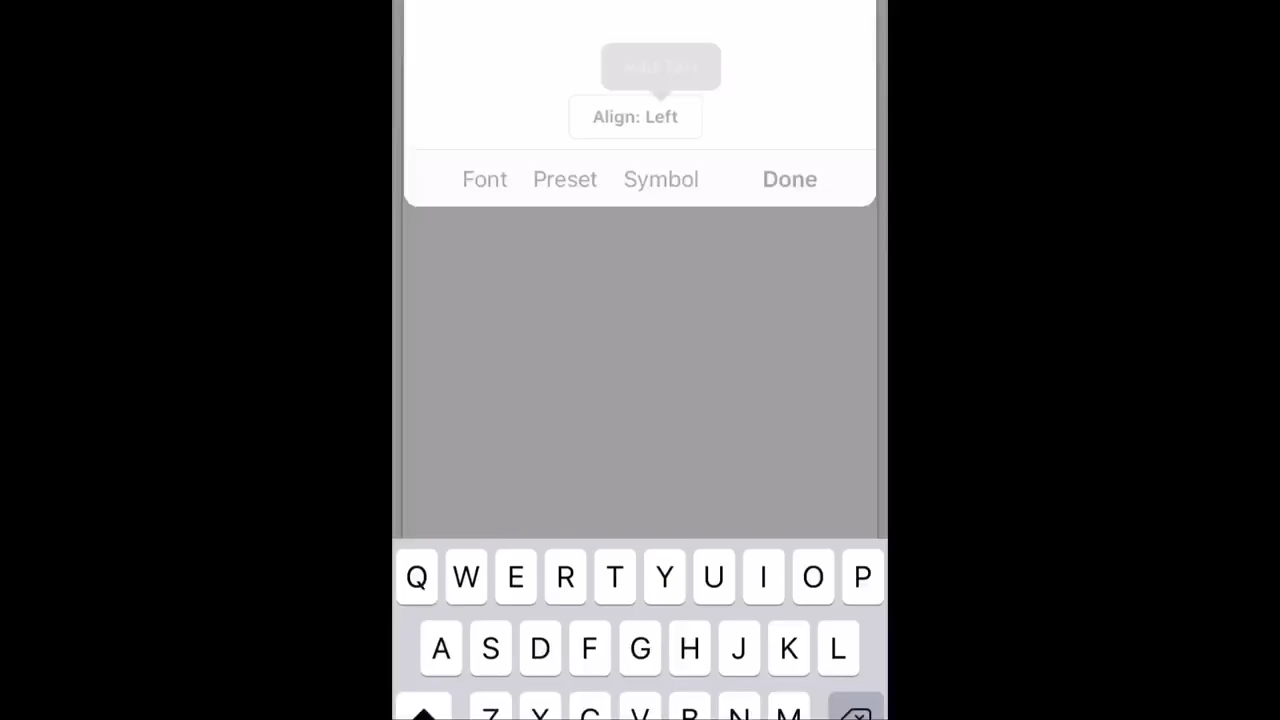 Align: Left
Font Preset Symbol Done
Q W E R T Y U I O P
A S D F G H J K L
Z X C V B N M